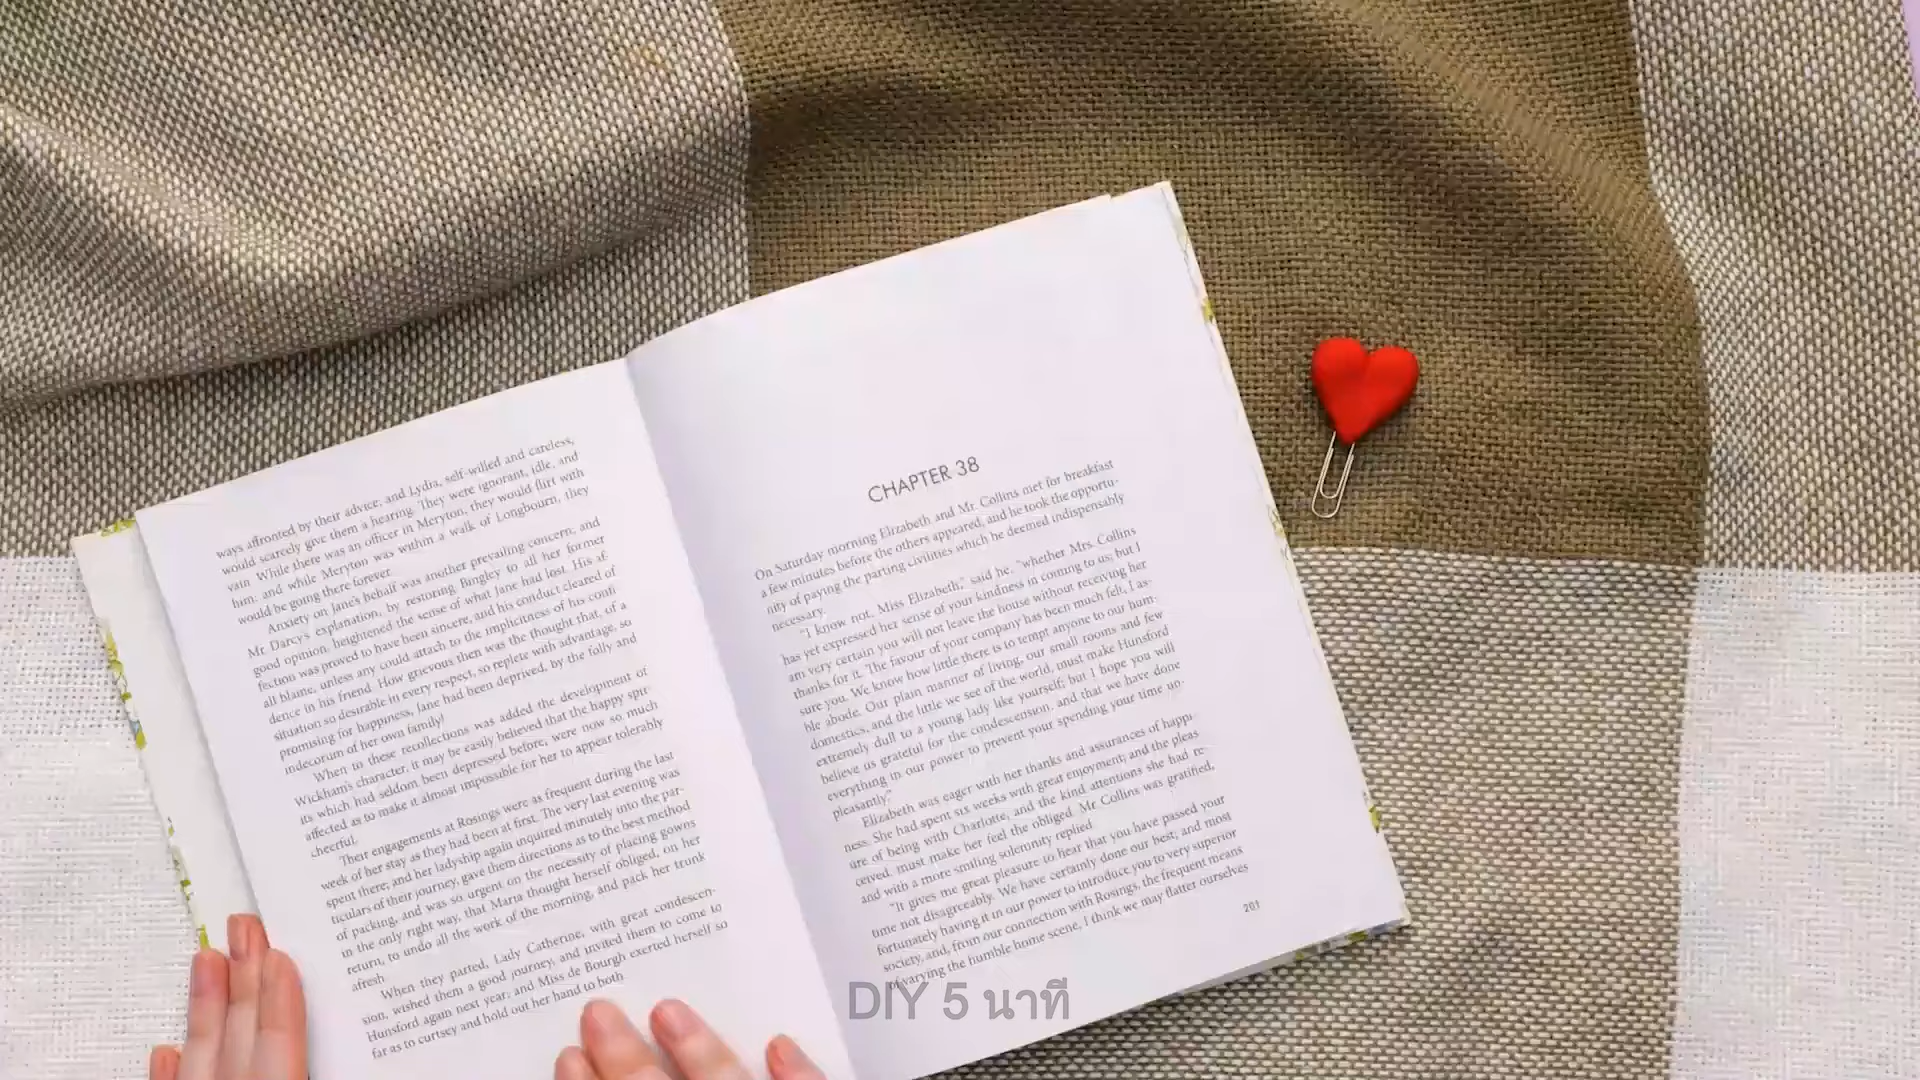 ways affronted by their advice, and Lydia, self-willed and careless,
would scarcely give them a hearing. They were ignorant, idle, and
vain. While there was an officer in Meryton, they would flirt with
him; and while Meryton was within a walk of Longbourn, they
would be going there forever.
Anxiety on Jane's behalf was another prevailing concern; and
Mr. Darcy's explanation, by restoring Bingley to all her former
good opinion, heightened the sense of what Jane had lost. His af-
fection was proved to have been sincere, and his conduct cleared of
all blame, unless any could attach to the implicitness of his confi-
dence in his friend. How grievous then was the thought that, of a
situation so desirable in every respect, so replete with advantage, so
promising for happiness, Jane had been deprived, by the folly and
indecorum of her own family!
When to these recollections was added the development of
Wickham's character, it may be easily believed that the happy spir-
its which had seldom been depressed before, were now so much
affected as to make it almost impossible for her to appear tolerably
cheerful.
Their engagements at Rosings were as frequent during the last
week of her stay as they had been at first. The very last evening was
spent there; and her ladyship again inquired minutely into the par-
ticulars of their journey, gave them directions as to the best method
of packing, and was so urgent on the necessity of placing gowns
in the only right way, that Maria thought herself obliged, on her
return, to undo all the work of the morning, and pack her trunk
afresh.
When they parted, Lady Catherine, with great condescen-
sion, wished them a good journey, and invited them to come to
Hunsford again next year; and Miss de Bourgh exerted herself so
far as to curtsey and hold out her hand to both
CHAPTER 38
On Saturday morning Elizabeth and Mr. Collins met for breakfast
a few minutes before the others appeared; and he took the opportu-
nity of paying the parting civilities which he deemed indispensably
necessary.
"I know not, Miss Elizabeth," said he, "whether Mrs. Collins
has yet expressed her sense of your kindness in coming to us; but I
am very certain you will not leave the house without receiving her
thanks for it. The favour of your company has been much felt, I as-
sure you. We know how little there is to tempt anyone to our hum-
ble abode. Our plain manner of living, our small rooms and few
domestics, and the little we see of the world, must make Hunsford
extremely dull to a young lady like yourself; but I hope you will
believe us grateful for the condescension, and that we have done
everything in our power to prevent your spending your time un-
pleasantly."
Elizabeth was eager with her thanks and assurances of happi-
ness. She had spent six weeks with great enjoyment; and the pleas-
ure of being with Charlotte, and the kind attentions she had re-
ceived, must make her feel the obliged. Mr. Collins was gratified,
and with a more smiling solemnity replied
"It gives me great pleasure to hear that you have passed your
time not disagreeably. We have certainly done our best; and most
fortunately having it in our power to introduce you to very superior
society, and, from our connection with Rosings, the frequent means
of varying the humble home scene, I think we may flatter ourselves
201
DIY 5 นาที